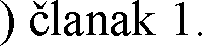 ) članak 1.